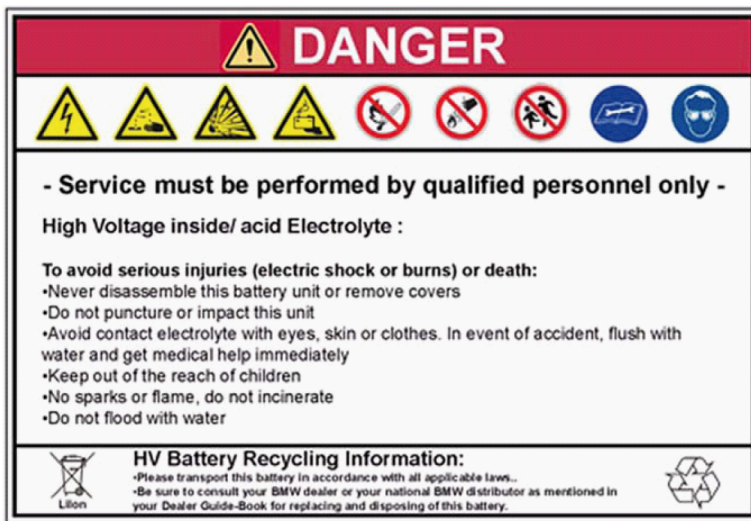 DANGER
- Service must be performed by qualified personnel only -
High Voltage inside/ acid Electrolyte :
To avoid serious injuries (electric shock or burns) or death:
•Never disassemble this battery unit or remove covers
•Do not puncture or impact this unit
•Avoid contact electrolyte with eyes, skin or clothes. In event of accident, flush with
water and get medical help immediately
•Keep out of the reach of children
•No sparks or flame, do not incinerate
•Do not flood with water
HV Battery Recycling Information:
•Please transport this battery in accordance with all applicable laws..
•Be sure to consult your BMW dealer or your national BMW distributor as mentioned in
your Dealer Guide-Book for replacing and disposing of this battery.
LiIon